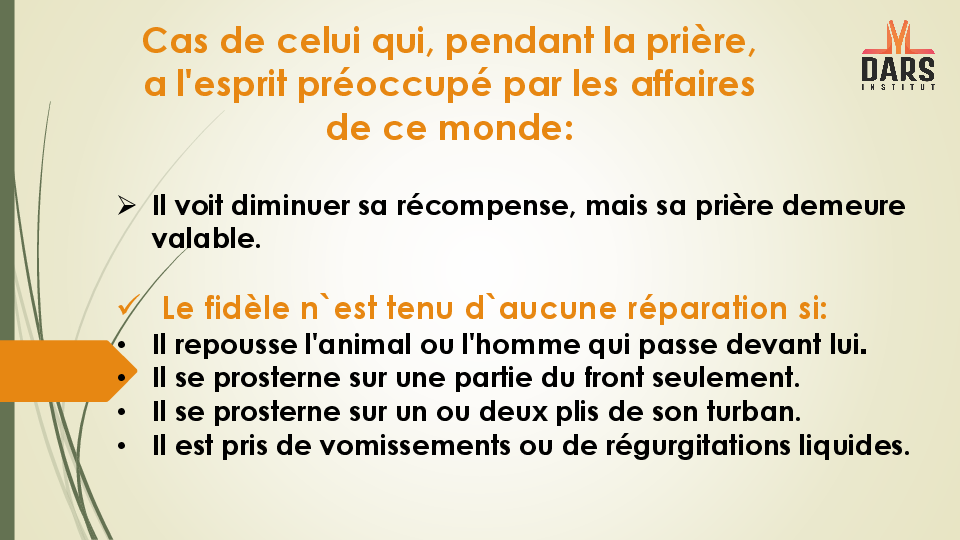 Cas de celui qui, pendant la prière,
a l'esprit préoccupé par les affaires
de ce monde:
DARS
INSTITUT
Il voit diminuer sa récompense, mais sa prière demeure
valable.
Le fidèle n`est tenu d`aucune réparation si:
• Il repousse l'animal ou l'homme qui passe devant lui.
• Il se prosterne sur une partie du front seulement.
• Il se prosterne sur un ou deux plis de son turban.
• Il est pris de vomissements ou de régurgitations liquides.